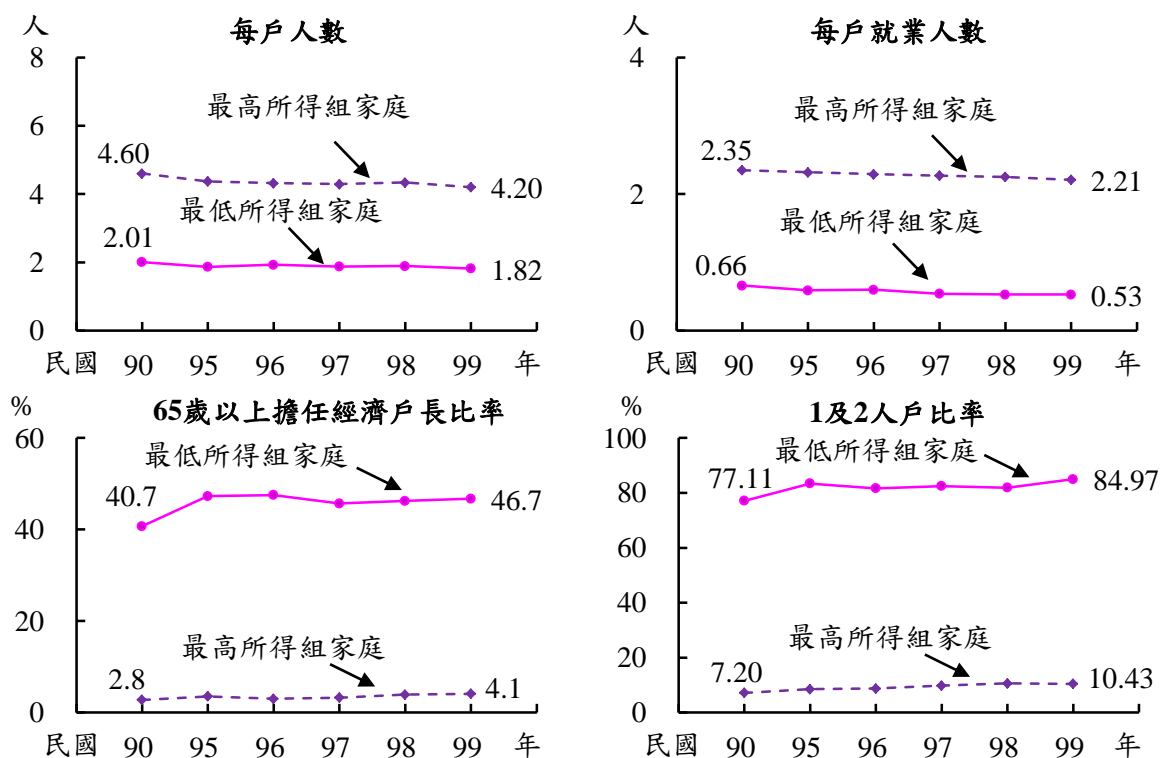 每戶人數
人
8
6
4
2
0
最高所得組家庭
4.60
4.20
最低所得組家庭
2.01
1.82
民國 90 95 96 97 98 99 年
每戶就業人數
人
4
2
0
最高所得組家庭
2.35
2.21
最低所得組家庭
0.66
0.53
民國 90 95 96 97 98 99 年
65歲以上擔任經濟戶長比率
%
60
40
20
0
最低所得組家庭
40.7
46.7
最高所得組家庭
2.8
4.1
民國 90 95 96 97 98 99 年
1及2人戶比率
%
100
80
60
40
20
0
最低所得組家庭
77.11
84.97
最高所得組家庭
7.20
10.43
民國 90 95 96 97 98 99 年